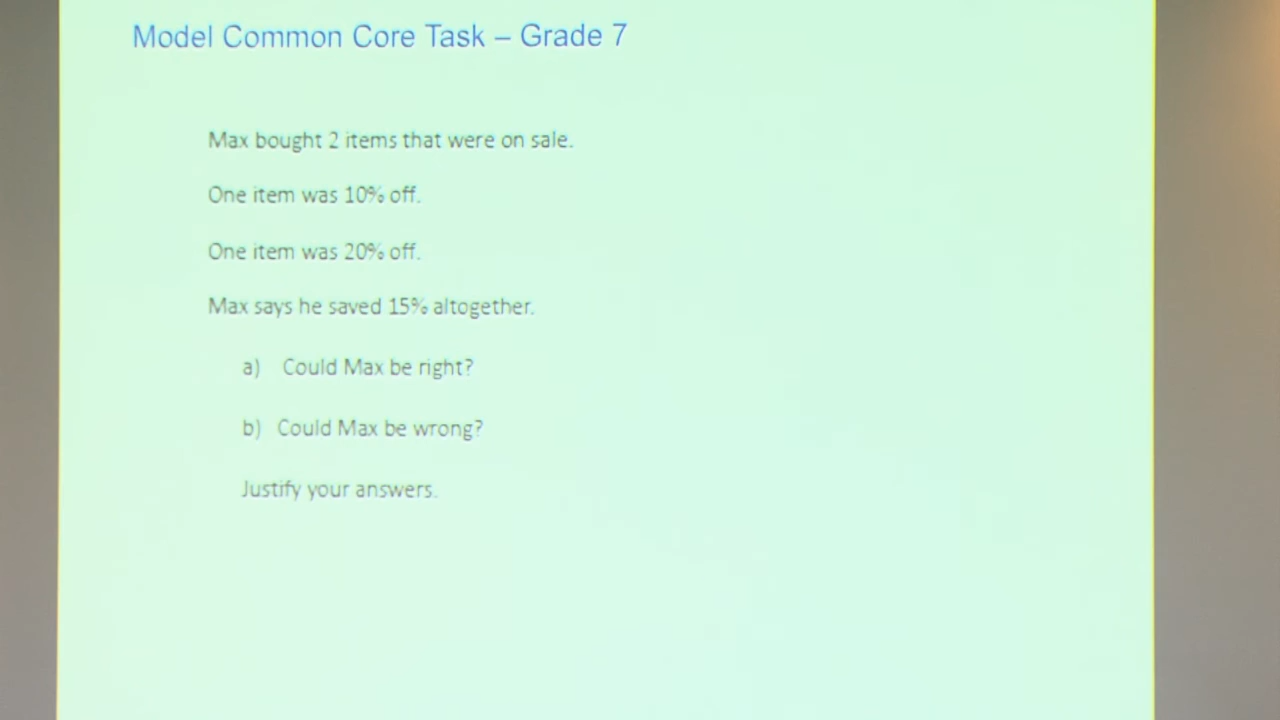 Model Common Core Task – Grade 7
Max bought 2 items that were on sale.
One item was 10% off.
One item was 20% off.
Max says he saved 15% altogether.
a) Could Max be right?
b) Could Max be wrong?
Justify your answers.